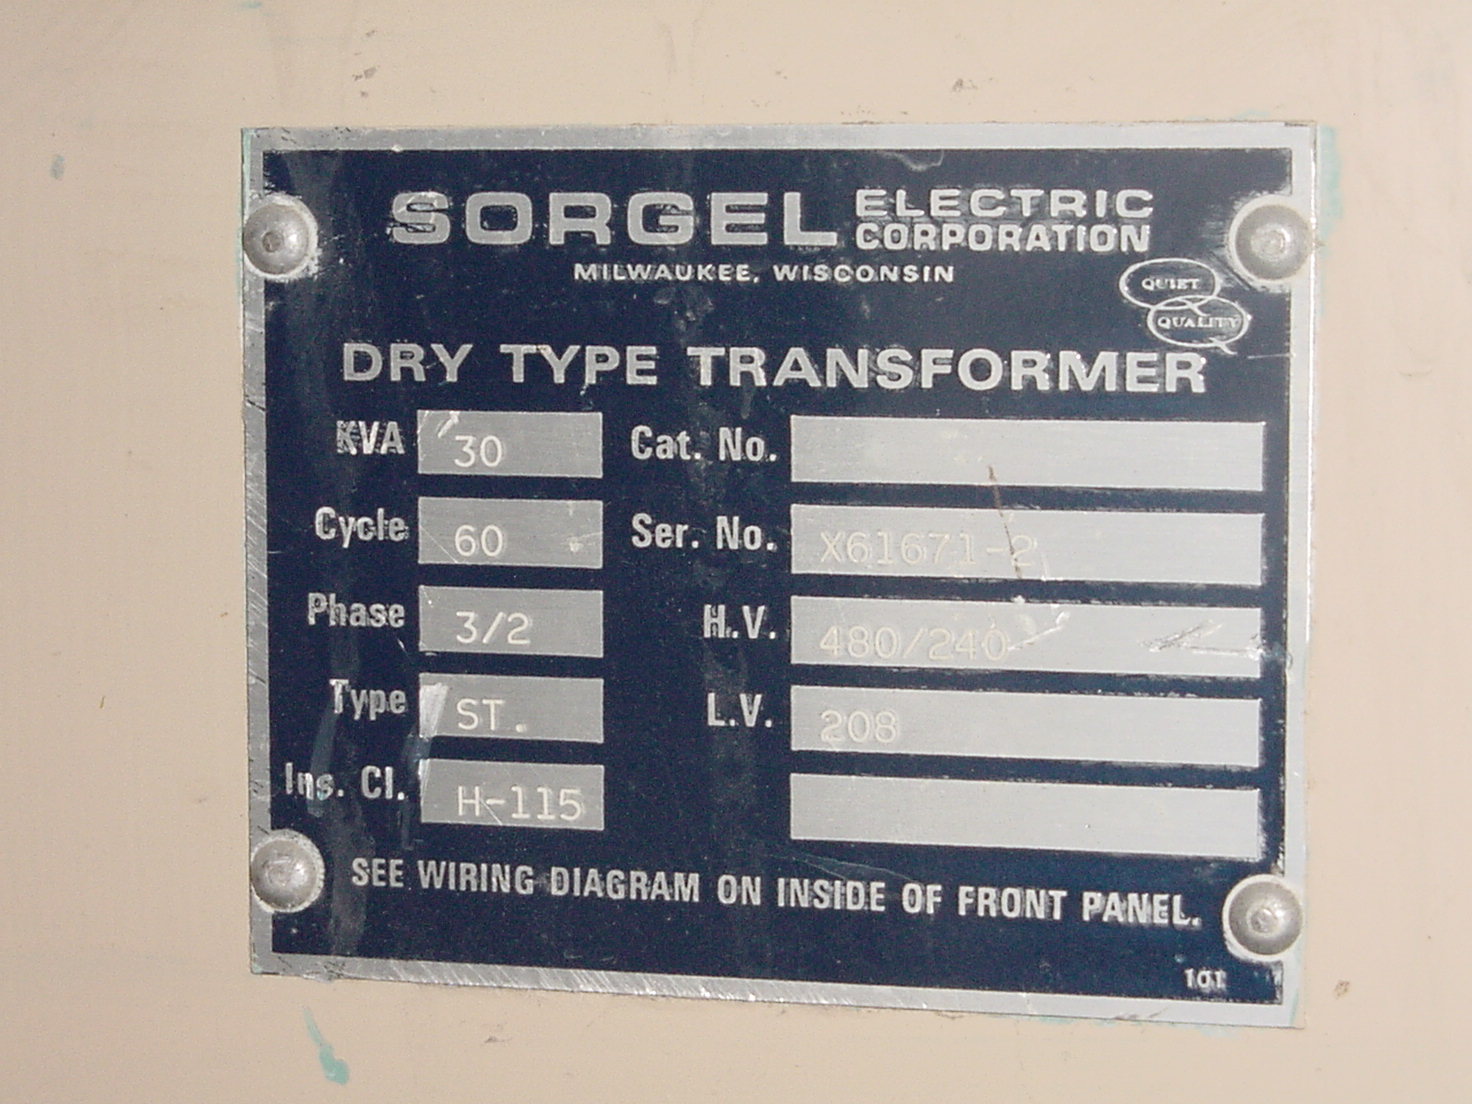 SORGEL ELECTRIC CORPORATION
MILWAUKEE, WISCONSIN
QUIET
QUALITY
DRY TYPE TRANSFORMER
KVA 30 Cat. No.
Cycle 60 Ser. No. X61671-2
Phase 3/2 H.V. 480/240
Type ST. L.V. 208
Ins. Cl. H-115
SEE WIRING DIAGRAM ON INSIDE OF FRONT PANEL.
101